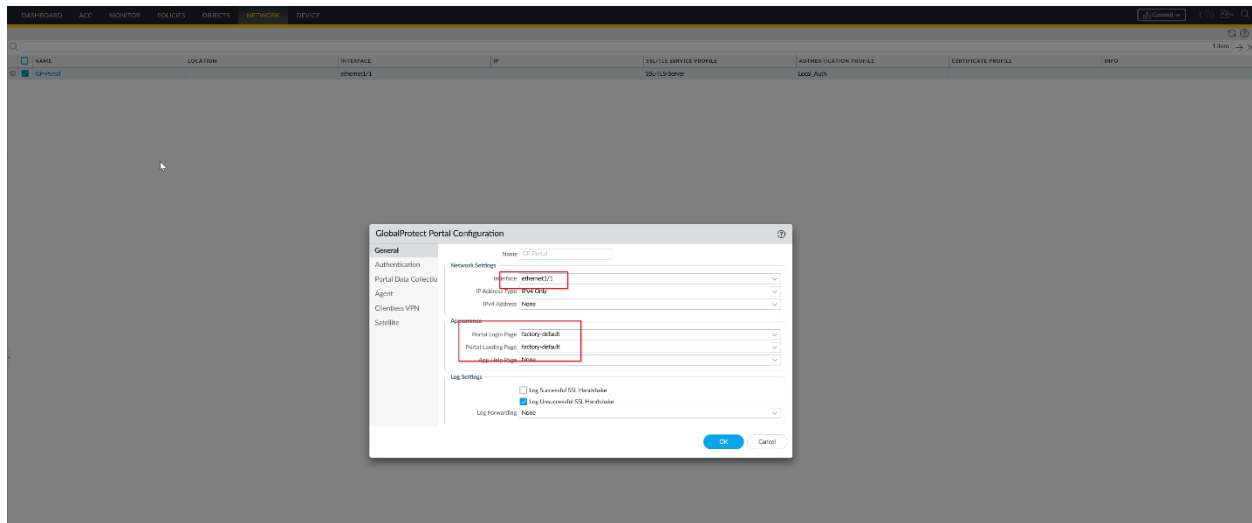 DASHBOARD ACC MONITOR POLICIES OBJECTS NETWORK DEVICE Commit
1 item
NAME LOCATION INTERFACE IP SSL/TLS SERVICE PROFILE AUTHENTICATION PROFILE CERTIFICATE PROFILE INFO
GP-Portal ethernet1/1 SSL-TLS-Server Local_Auth
GlobalProtect Portal Configuration
General
Authentication
Portal Data Collectio
Agent
Clientless VPN
Satellite
Name GP-Portal
Network Settings
Interface ethernet1/1
IP Address Type IPv4 Only
IPv4 Address None
Appearance
Portal Login Page factory-default
Portal Landing Page factory-default
App Help Page None
Log Settings
Log Successful SSL Handshake
Log Unsuccessful SSL Handshake
Log Forwarding None
OK Cancel